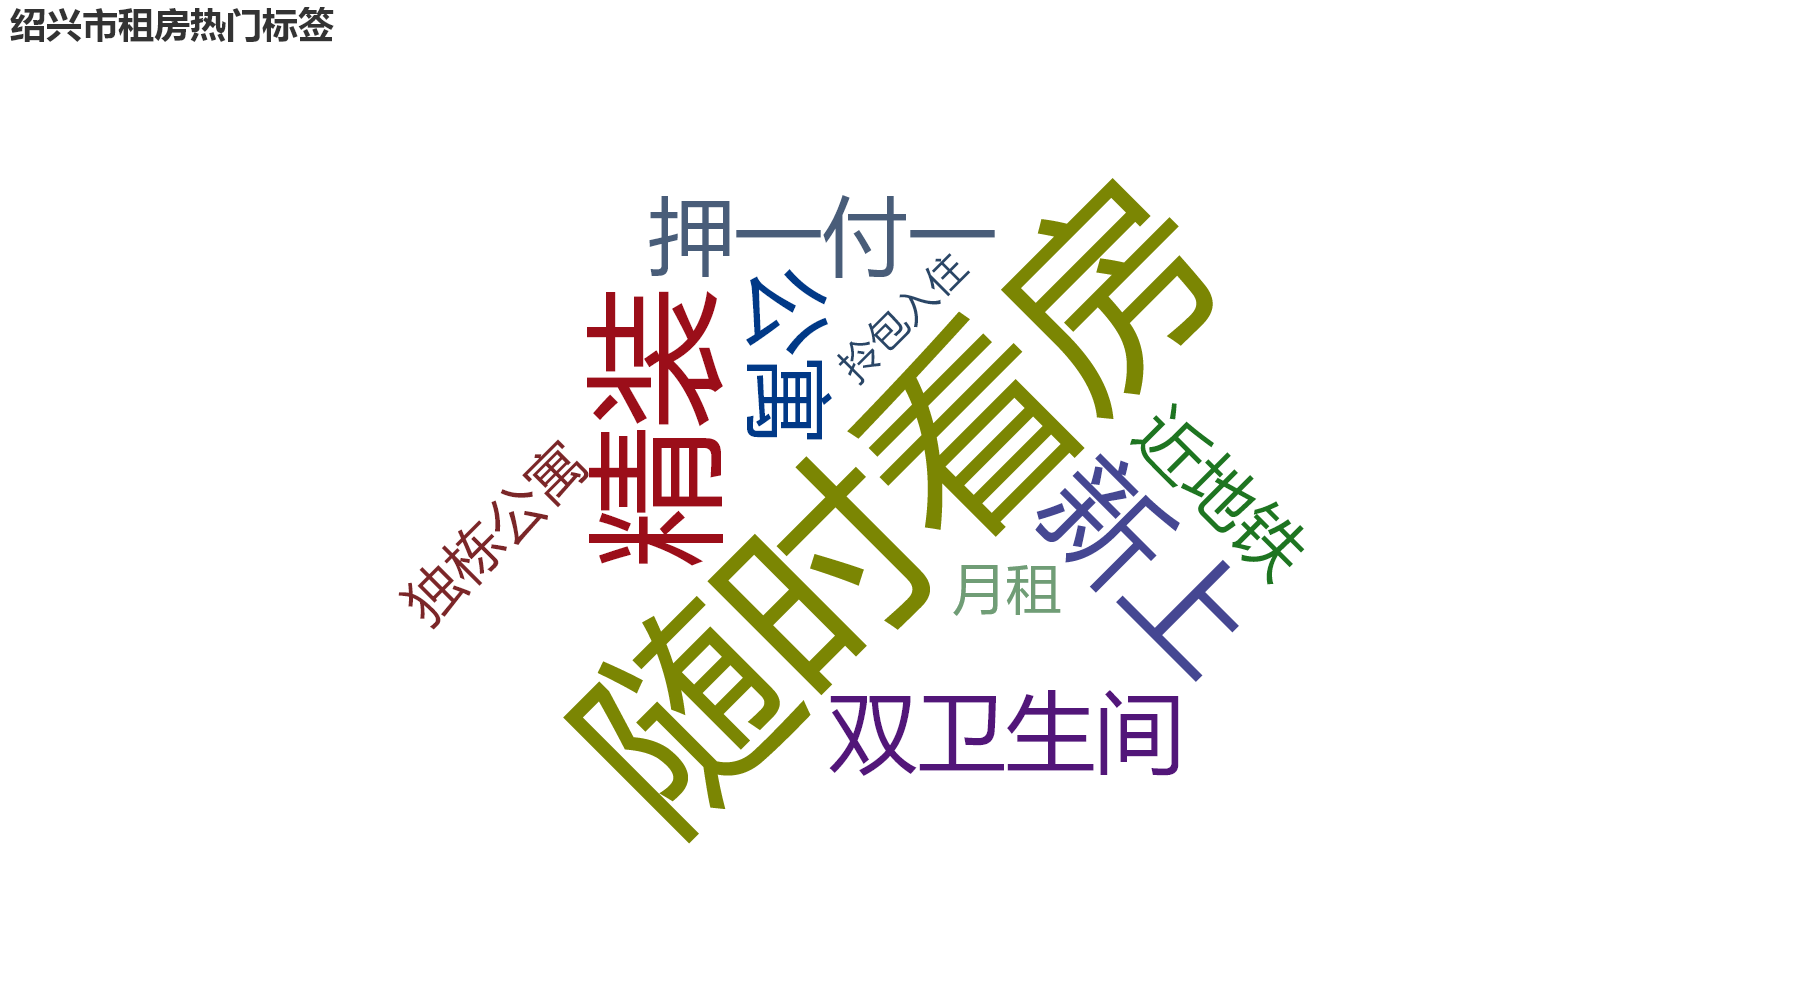 绍兴市租房热门标签
押一付一
随时看房
精装
公寓
拎包入住
近地铁
新上
独栋公寓
月租
双卫生间